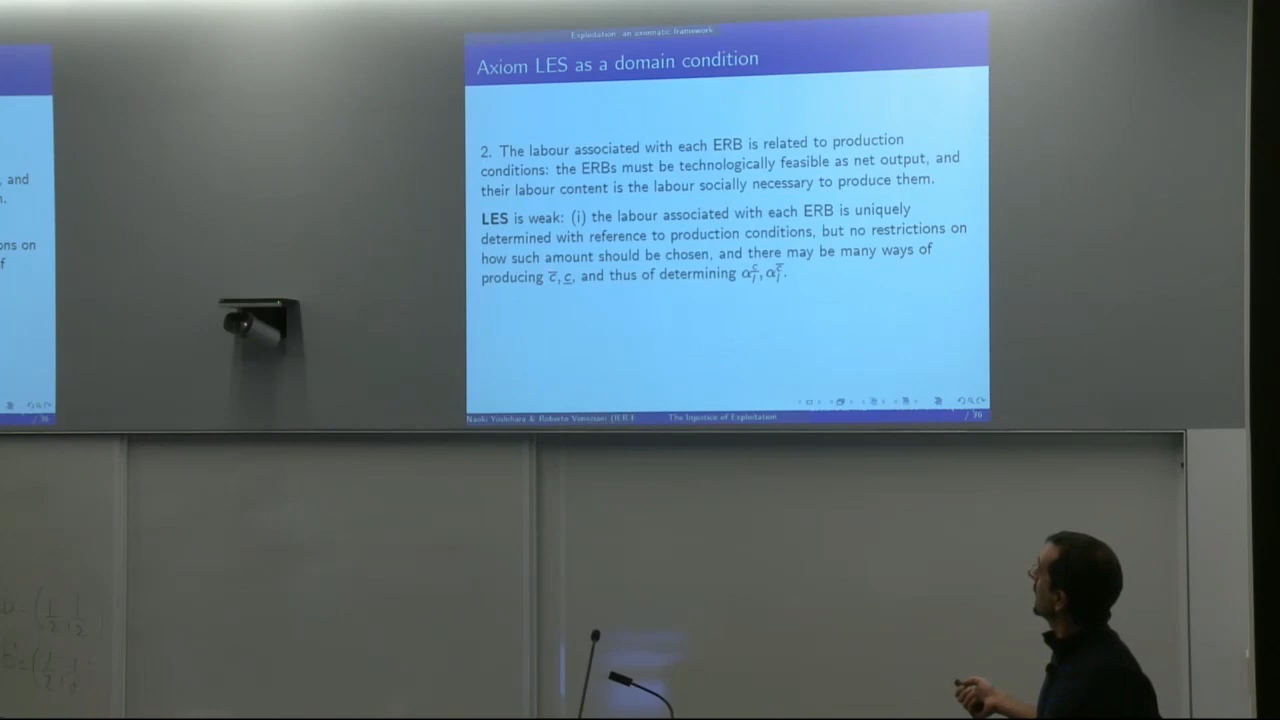 Exploitation: an axiomatic framework
Axiom LES as a domain condition
2. The labour associated with each ERB is related to production
conditions: the ERBs must be technologically feasible as net output, and
their labour content is the labour socially necessary to produce them.
LES is weak: (i) the labour associated with each ERB is uniquely
determined with reference to production conditions, but no restrictions on
how such amount should be chosen, and there may be many ways of
producing c̅, c̲, and thus of determining
Naoki Yoshihara & Roberto Veneziani (IER)
The Injustice of Exploitation
/ 36
, and
ons on
f
/ 36